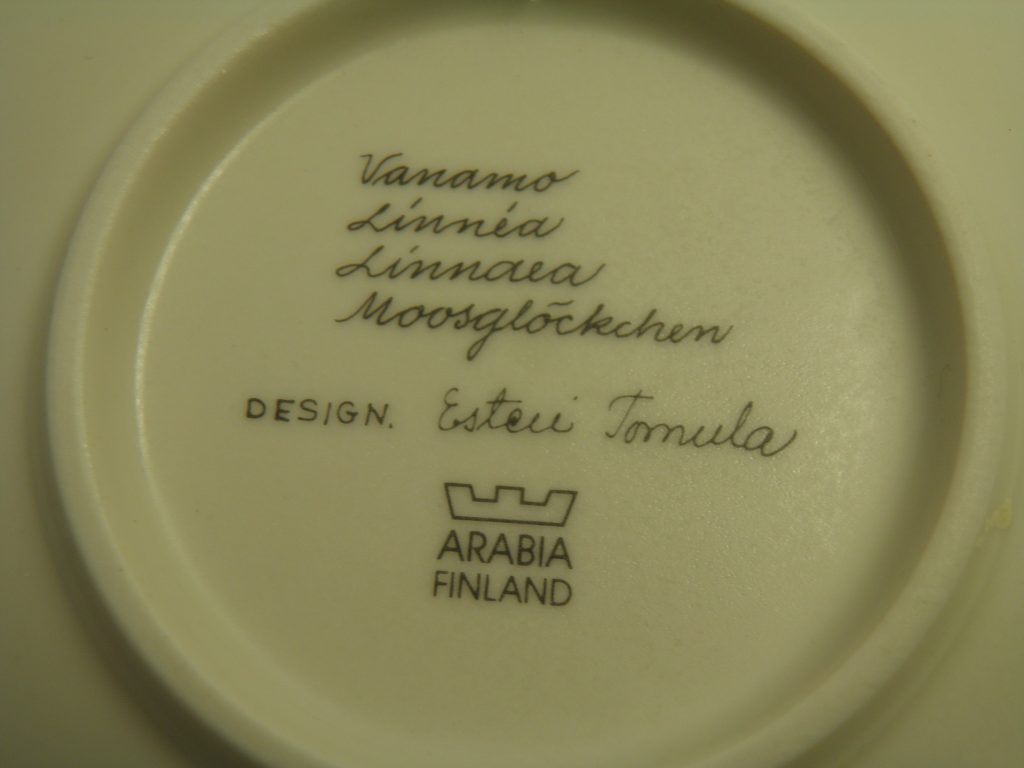 Vanamo
Linnéa
Linnaea
Moosglöckchen
DESIGN. Esteri Tomula
ARABIA
FINLAND